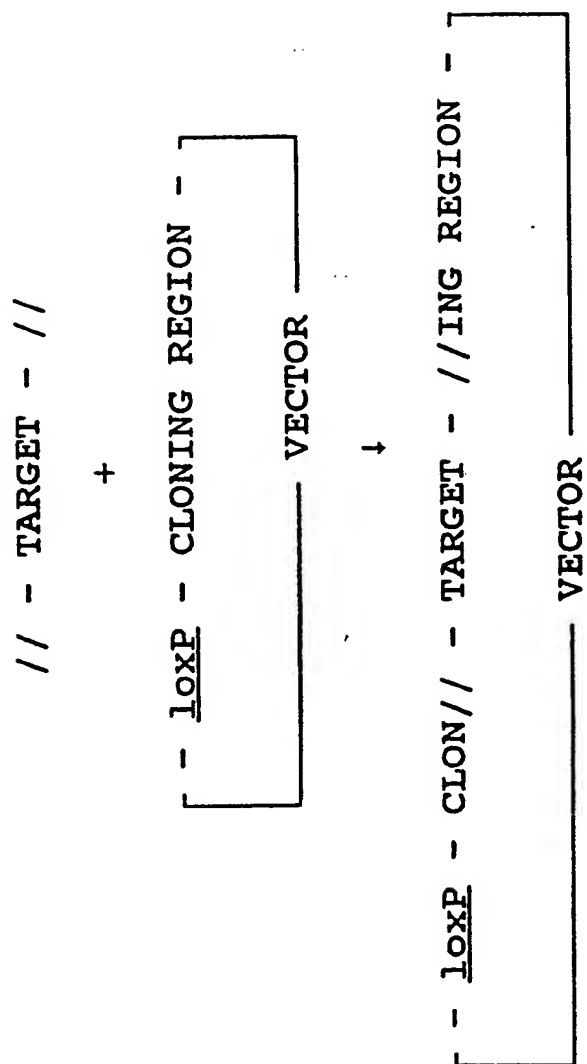 // - TARGET - //
+
- loxP - CLONING REGION -
VECTOR
↓
- loxP - CLON// - TARGET - //ING REGION -
VECTOR